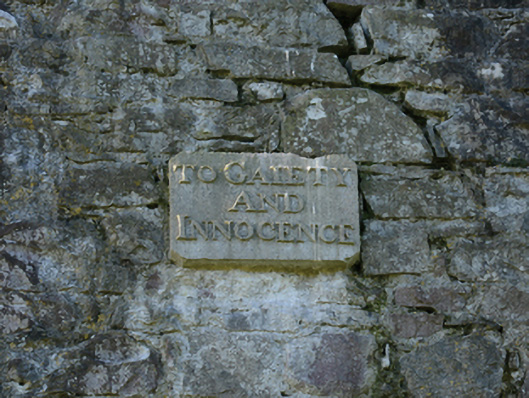 TO GAIETY
AND
INNOCENCE